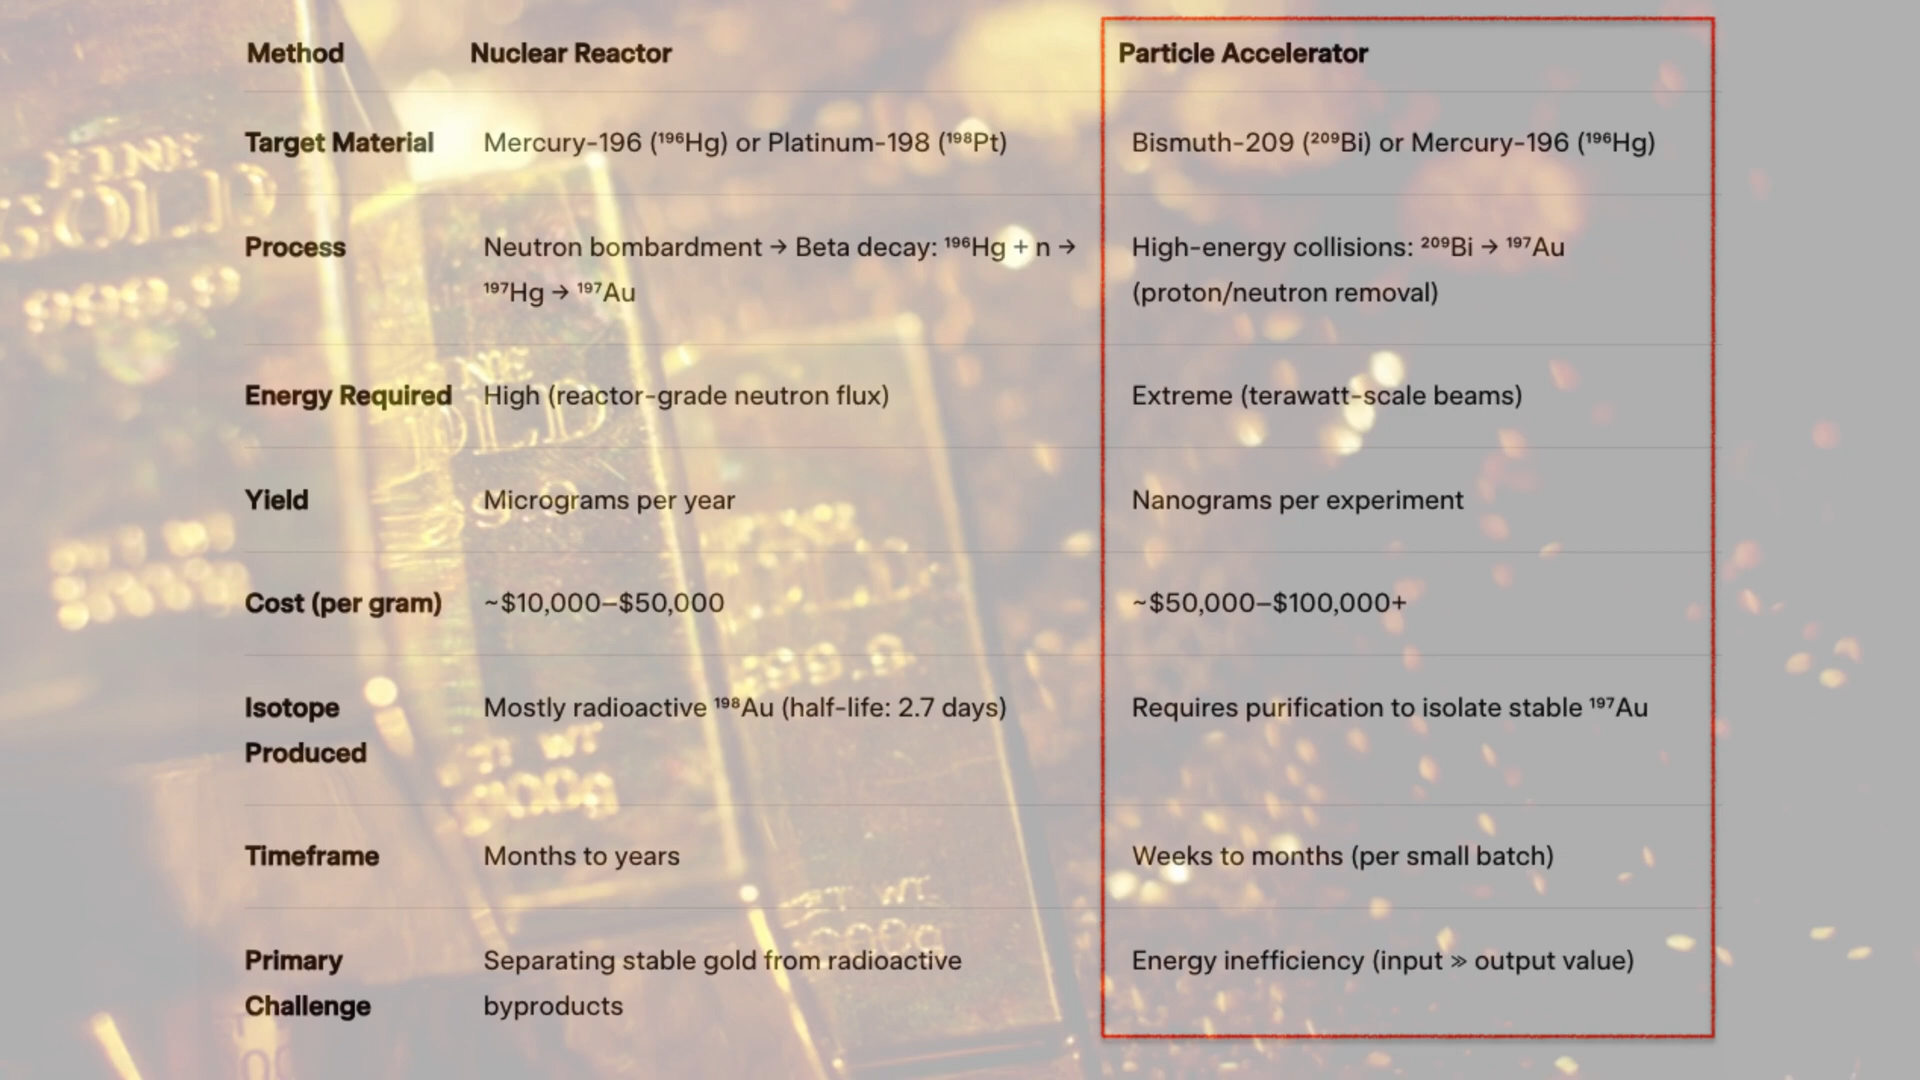 Method Nuclear Reactor Particle Accelerator
Target Material Mercury-196 (¹⁹⁶Hg) or Platinum-198 (¹⁹⁸Pt) Bismuth-209 (²⁰⁹Bi) or Mercury-196 (¹⁹⁶Hg)
Process Neutron bombardment → Beta decay: ¹⁹⁶Hg + n → High-energy collisions: ²⁰⁹Bi → ¹⁹⁷Au
¹⁹⁷Hg → ¹⁹⁷Au (proton/neutron removal)
Energy Required High (reactor-grade neutron flux) Extreme (terawatt-scale beams)
Yield Micrograms per year Nanograms per experiment
Cost (per gram) ~$10,000–$50,000 ~$50,000–$100,000+
Isotope Mostly radioactive ¹⁹⁸Au (half-life: 2.7 days) Requires purification to isolate stable ¹⁹⁷Au
Produced
Timeframe Months to years Weeks to months (per small batch)
Primary Separating stable gold from radioactive Energy inefficiency (input ≫ output value)
Challenge byproducts
FINE
GOLD